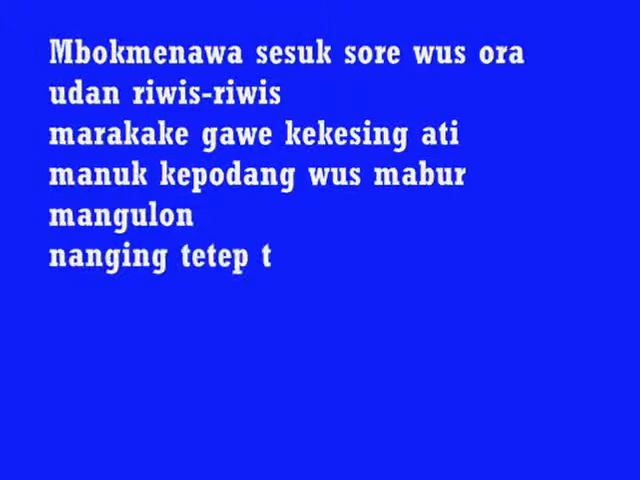 Mbokmenawa sesuk sore wus ora
udan riwis-riwis
marakake gawe kekesing ati
manuk kepodang wus mabur
mangulon
nanging tetep t